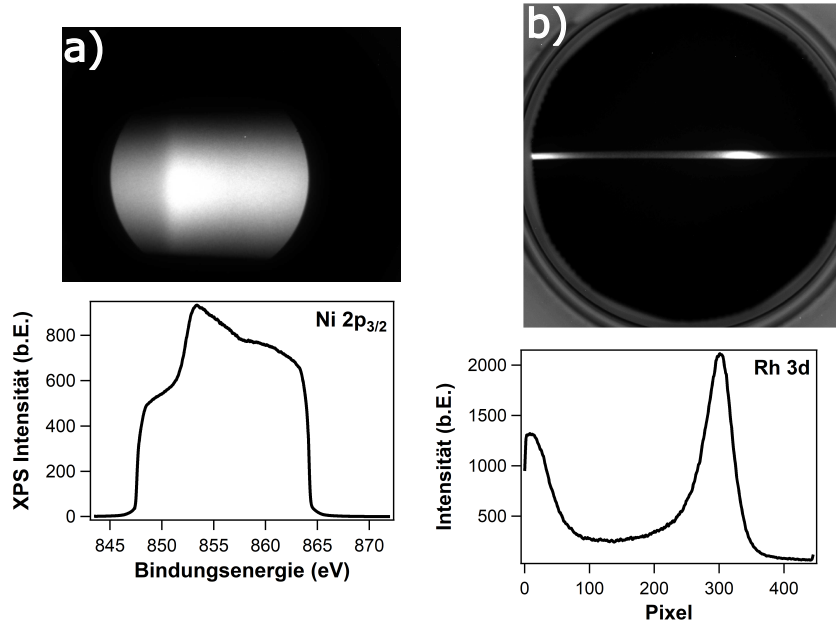 a)
b)
Ni 2p3/2
XPS Intensität (b.E.)
800
600
400
200
0
845 850 855 860 865 870
Bindungsenergie (eV)
Rh 3d
Intensität (b.E.)
2000
1500
1000
500
0 100 200 300 400
Pixel